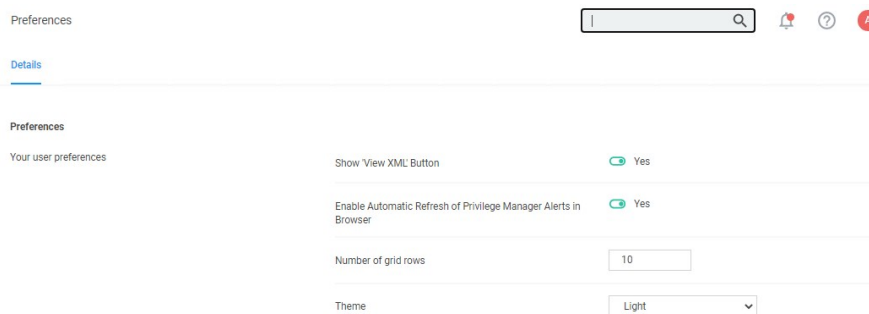 Preferences
Details
Preferences
Your user preferences
Show 'View XML' Button
Yes
Enable Automatic Refresh of Privilege Manager Alerts in
Browser
Yes
Number of grid rows
10
Theme
Light